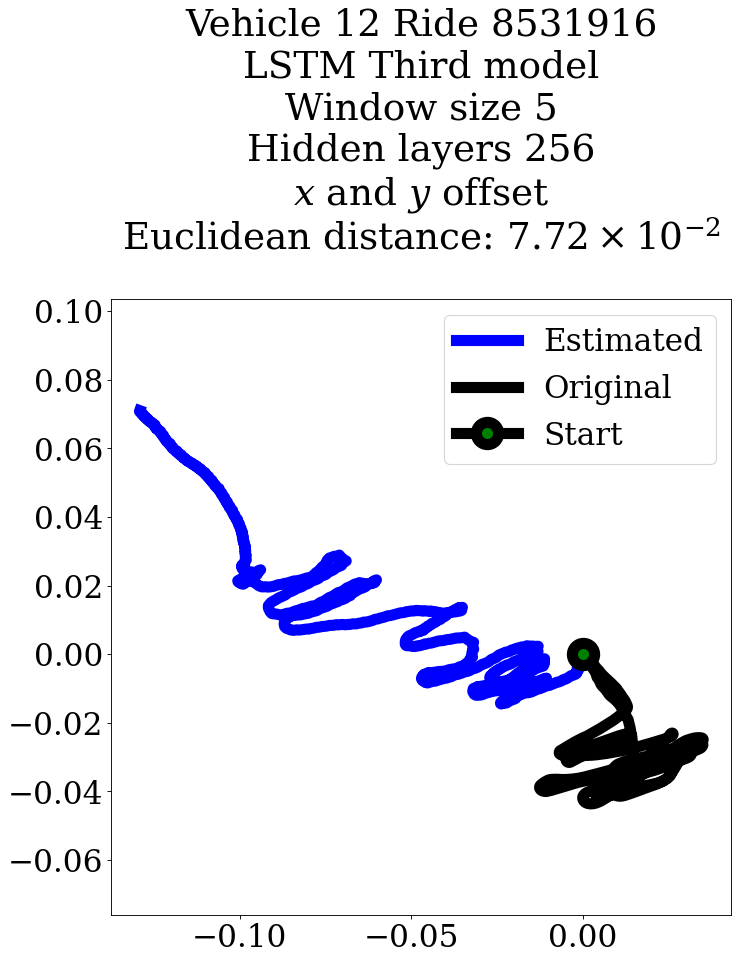 Vehicle 12 Ride 8531916
LSTM Third model
Window size 5
Hidden layers 256
x and y offset
Euclidean distance: 7.72 × 10⁻²
Estimated
Original
Start
0.10
0.08
0.06
0.04
0.02
0.00
−0.02
−0.04
−0.06
−0.10
−0.05
0.00